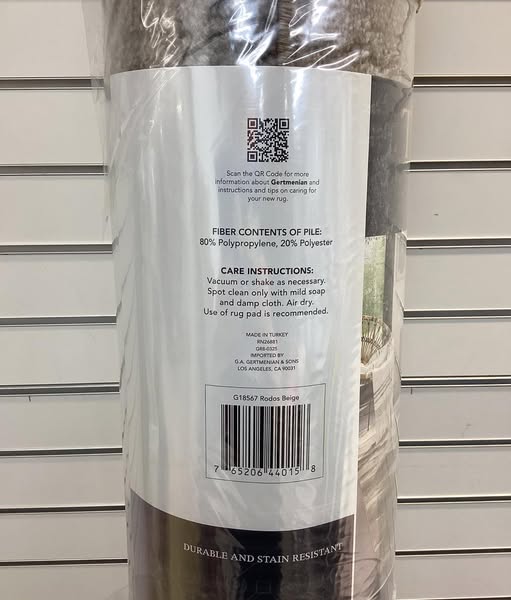 Scan the QR Code for more
information about Gertmenian and
instructions and tips on caring for
your new rug.
FIBER CONTENTS OF PILE:
80% Polypropylene, 20% Polyester
CARE INSTRUCTIONS:
Vacuum or shake as necessary.
Spot clean only with mild soap
and damp cloth. Air dry.
Use of rug pad is recommended.
MADE IN TURKEY
RN26881
GRR-0325
IMPORTED BY
G.A. GERTMENIAN & SONS
LOS ANGELES, CA 90031
G18567 Rodos Beige
7 65206 44015 8
DURABLE AND STAIN RESISTANT